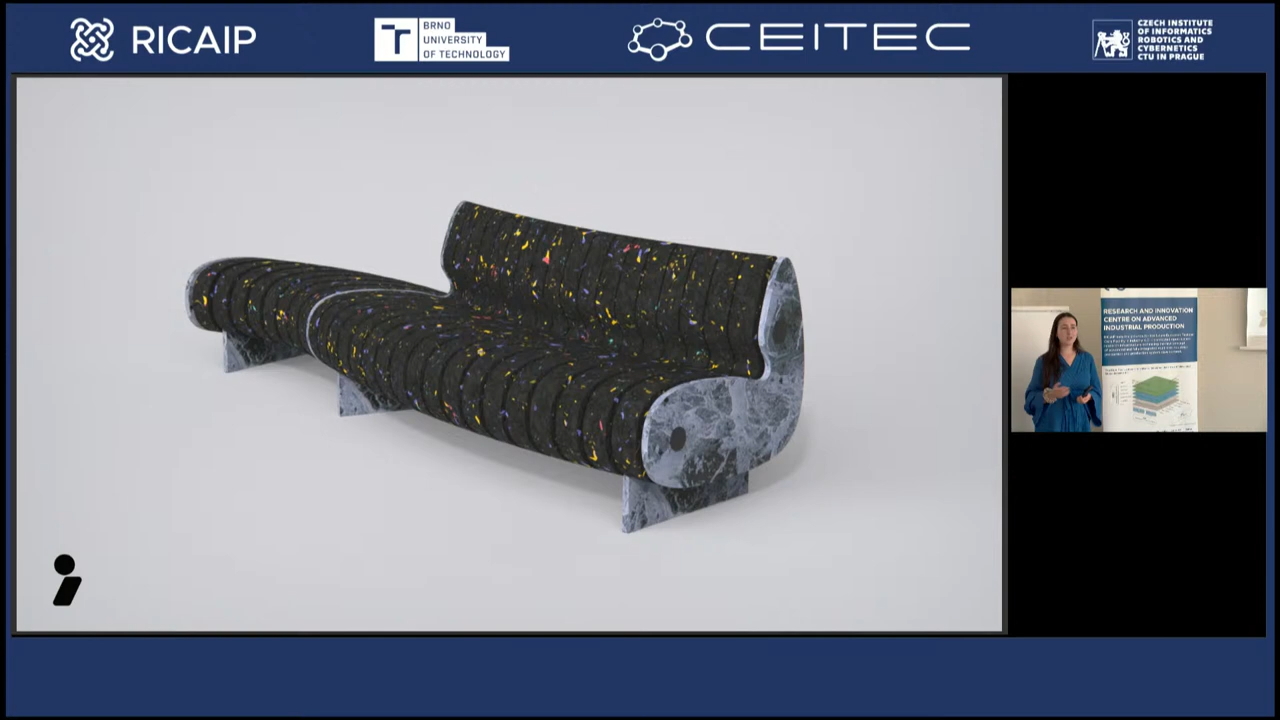 RICAIP
BRNO
UNIVERSITY
OF TECHNOLOGY
CEITEC
CZECH INSTITUTE
OF INFORMATICS
ROBOTICS AND
CYBERNETICS
CTU IN PRAGUE
RESEARCH AND INNOVATION
CENTRE ON ADVANCED
INDUSTRIAL PRODUCTION